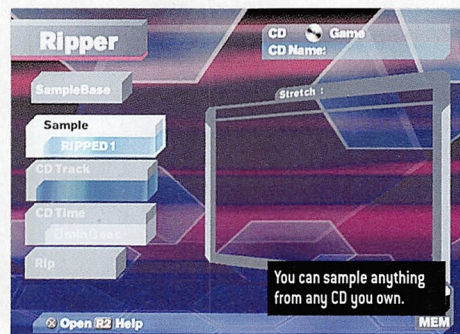 Ripper
CD Game
CD Name:
SampleBase
Stretch :
Sample
RIPPED 1
CD Track
CD Time
0min0sec
Rip
You can sample anything
from any CD you own.
Open R2 Help
MEM